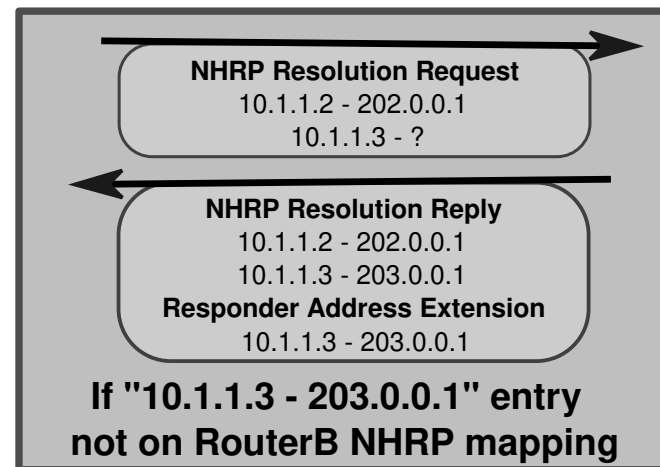 NHRP Resolution Request
10.1.1.2 - 202.0.0.1
10.1.1.3 - ?
NHRP Resolution Reply
10.1.1.2 - 202.0.0.1
10.1.1.3 - 203.0.0.1
Responder Address Extension
10.1.1.3 - 203.0.0.1
If "10.1.1.3 - 203.0.0.1" entry
not on RouterB NHRP mapping